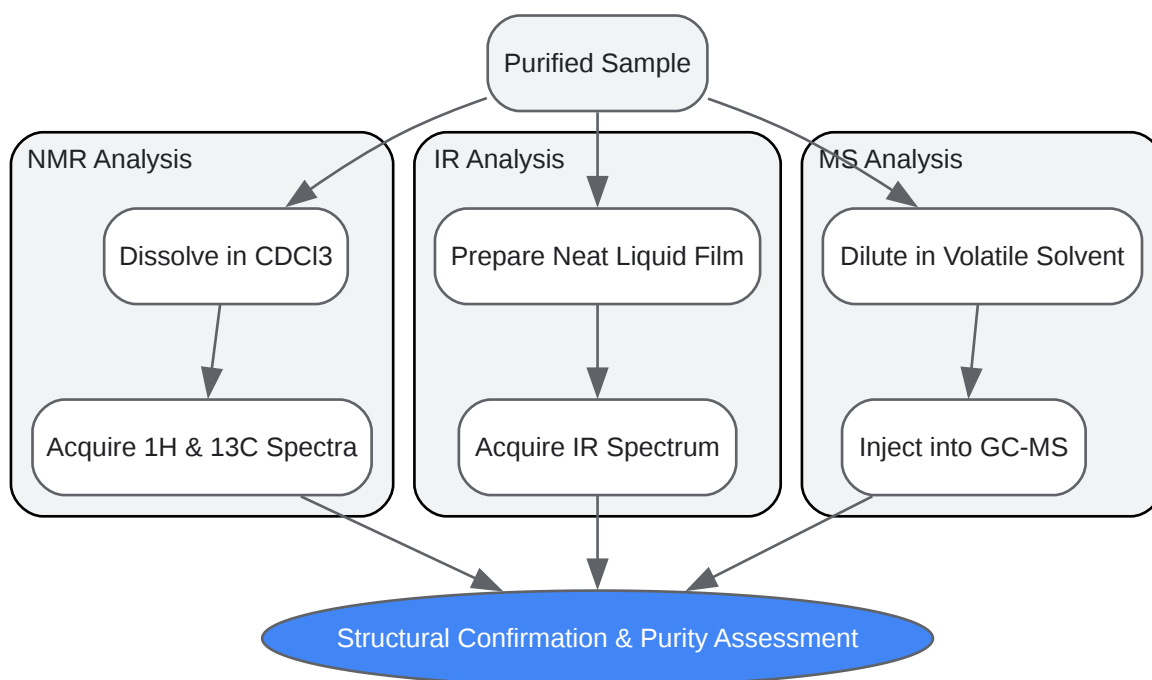 Purified Sample
NMR Analysis
IR Analysis
MS Analysis
Dissolve in CDCl3
Prepare Neat Liquid Film
Dilute in Volatile Solvent
Acquire 1H & 13C Spectra
Acquire IR Spectrum
Inject into GC-MS
Structural Confirmation & Purity Assessment